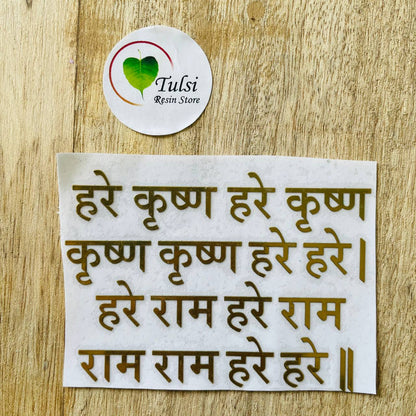 Tulsi
Resin Store
हरे कृष्ण हरे कृष्ण
कृष्ण कृष्ण हरे हरे।
हरे राम हरे राम
राम राम हरे हरे॥